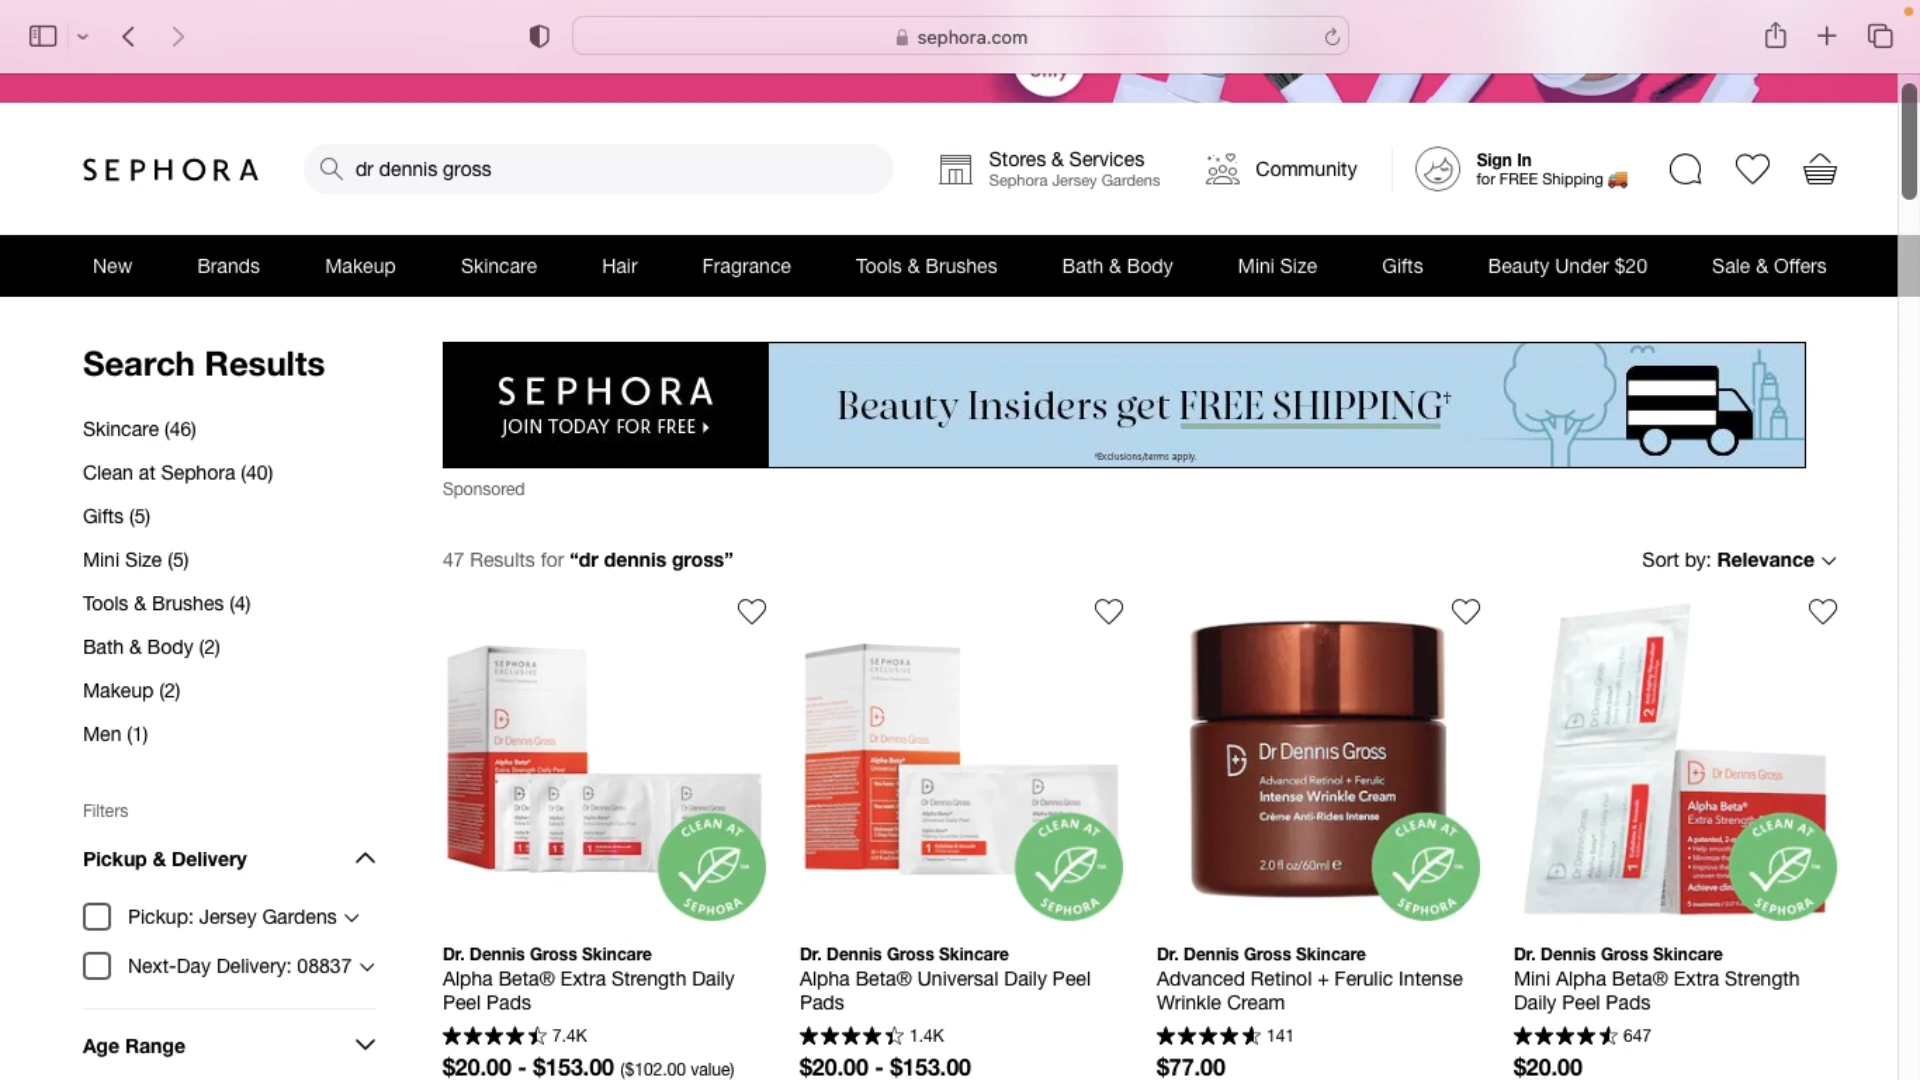 sephora.com
SEPHORA
dr dennis gross
Stores & Services
Sephora Jersey Gardens
Community
Sign In
for FREE Shipping
New Brands Makeup Skincare Hair Fragrance Tools & Brushes Bath & Body Mini Size Gifts Beauty Under $20 Sale & Offers
Search Results
Skincare (46)
Clean at Sephora (40)
Gifts (5)
Mini Size (5)
Tools & Brushes (4)
Bath & Body (2)
Makeup (2)
Men (1)
Filters
Pickup & Delivery
Pickup: Jersey Gardens
Next-Day Delivery: 08837
Age Range
SEPHORA
JOIN TODAY FOR FREE
Beauty Insiders get FREE SHIPPING†
*Exclusions/terms apply.
Sponsored
47 Results for “dr dennis gross”
Sort by: Relevance
SEPHORA
EXCLUSIVE
Dr Dennis Gross
Alpha Beta®
Extra Strength Daily Peel
CLEAN AT
SEPHORA
SEPHORA
EXCLUSIVE
Dr Dennis Gross
Alpha Beta®
CLEAN AT
SEPHORA
Dr Dennis Gross
Advanced Retinol + Ferulic
Intense Wrinkle Cream
Crème Anti-Rides Intense
2.0 fl oz/60ml e
CLEAN AT
SEPHORA
Dr Dennis Gross
Alpha Beta®
Extra Strength
CLEAN AT
SEPHORA
Dr. Dennis Gross Skincare
Alpha Beta® Extra Strength Daily
Peel Pads
7.4K
$20.00 - $153.00 ($102.00 value)
Dr. Dennis Gross Skincare
Alpha Beta® Universal Daily Peel
Pads
1.4K
$20.00 - $153.00
Dr. Dennis Gross Skincare
Advanced Retinol + Ferulic Intense
Wrinkle Cream
141
$77.00
Dr. Dennis Gross Skincare
Mini Alpha Beta® Extra Strength
Daily Peel Pads
647
$20.00